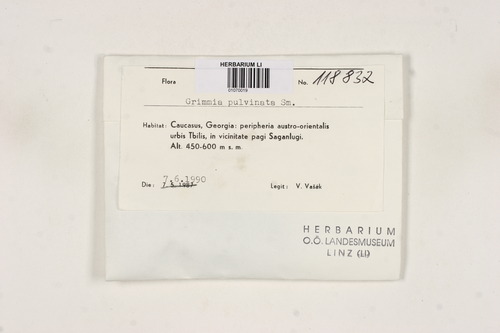 HERBARIUM LI
01070019
Flora
No. 118832
Grimmia pulvinata Sm.
Habitat: Caucasus, Georgia: peripheria austro-orientalis
urbis Tbilis, in vicinitate pagi Saganlugi.
Alt. 450-600 m s. m.
7.6.1990
Die: 7. 5. 1987
Legit: V. Vašák
HERBARIUM
O.Ö. LANDESMUSEUM
LINZ (LI)